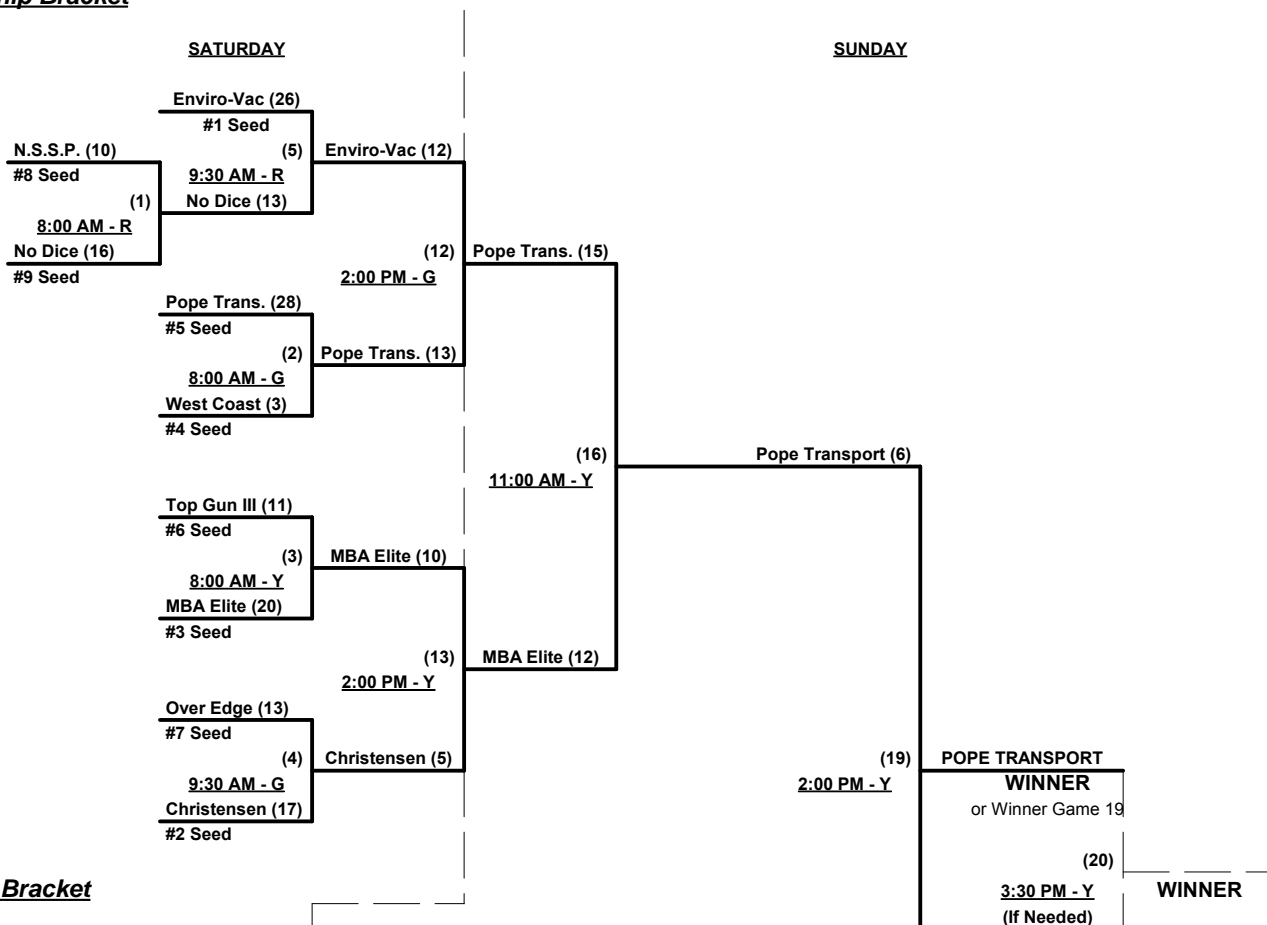 Bracket
SATURDAY
SUNDAY
Enviro-Vac (26)
#1 Seed
N.S.S.P. (10)
(5)
Enviro-Vac (12)
#8 Seed
9:30 AM - R
(1)
No Dice (13)
8:00 AM - R
No Dice (16)
(12)
Pope Trans. (15)
#9 Seed
2:00 PM - G
Pope Trans. (28)
#5 Seed
(2)
Pope Trans. (13)
8:00 AM - G
West Coast (3)
#4 Seed
(16)
Pope Transport (6)
11:00 AM - Y
Top Gun III (11)
#6 Seed
(3)
MBA Elite (10)
8:00 AM - Y
MBA Elite (20)
#3 Seed
(13)
MBA Elite (12)
2:00 PM - Y
Over Edge (13)
#7 Seed
(4)
Christensen (5)
(19)
POPE TRANSPORT
9:30 AM - G
2:00 PM - Y
WINNER
Christensen (17)
or Winner Game 19
#2 Seed
(20)
Bracket
3:30 PM - Y
WINNER
(If Needed)